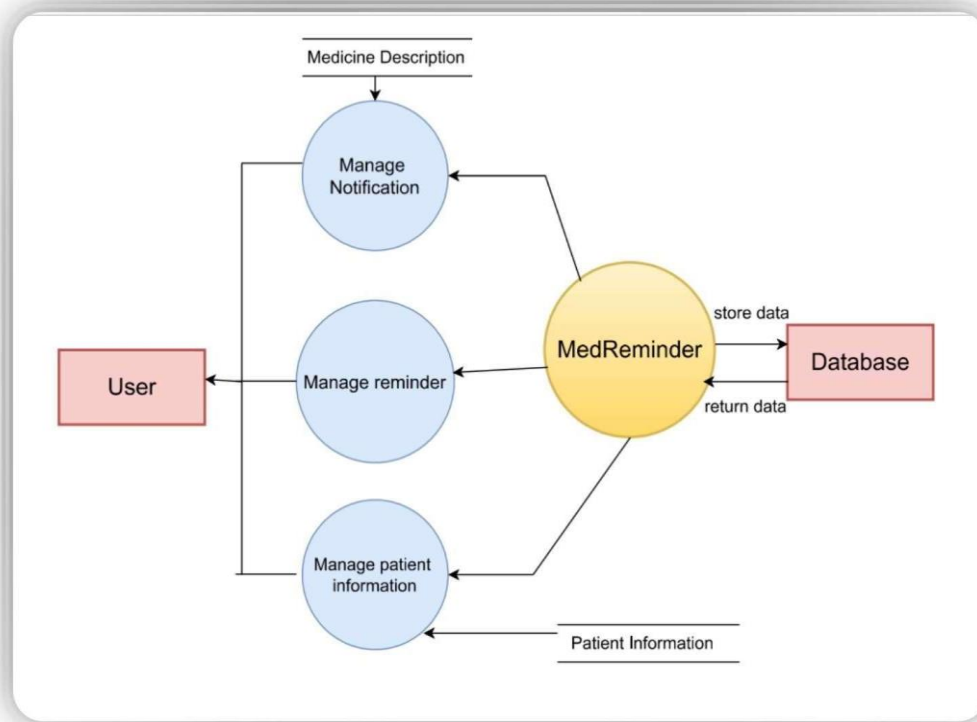 Medicine Description
Manage
Notification
store data
MedReminder
Database
User
Manage reminder
return data
Manage patient
information
Patient Information